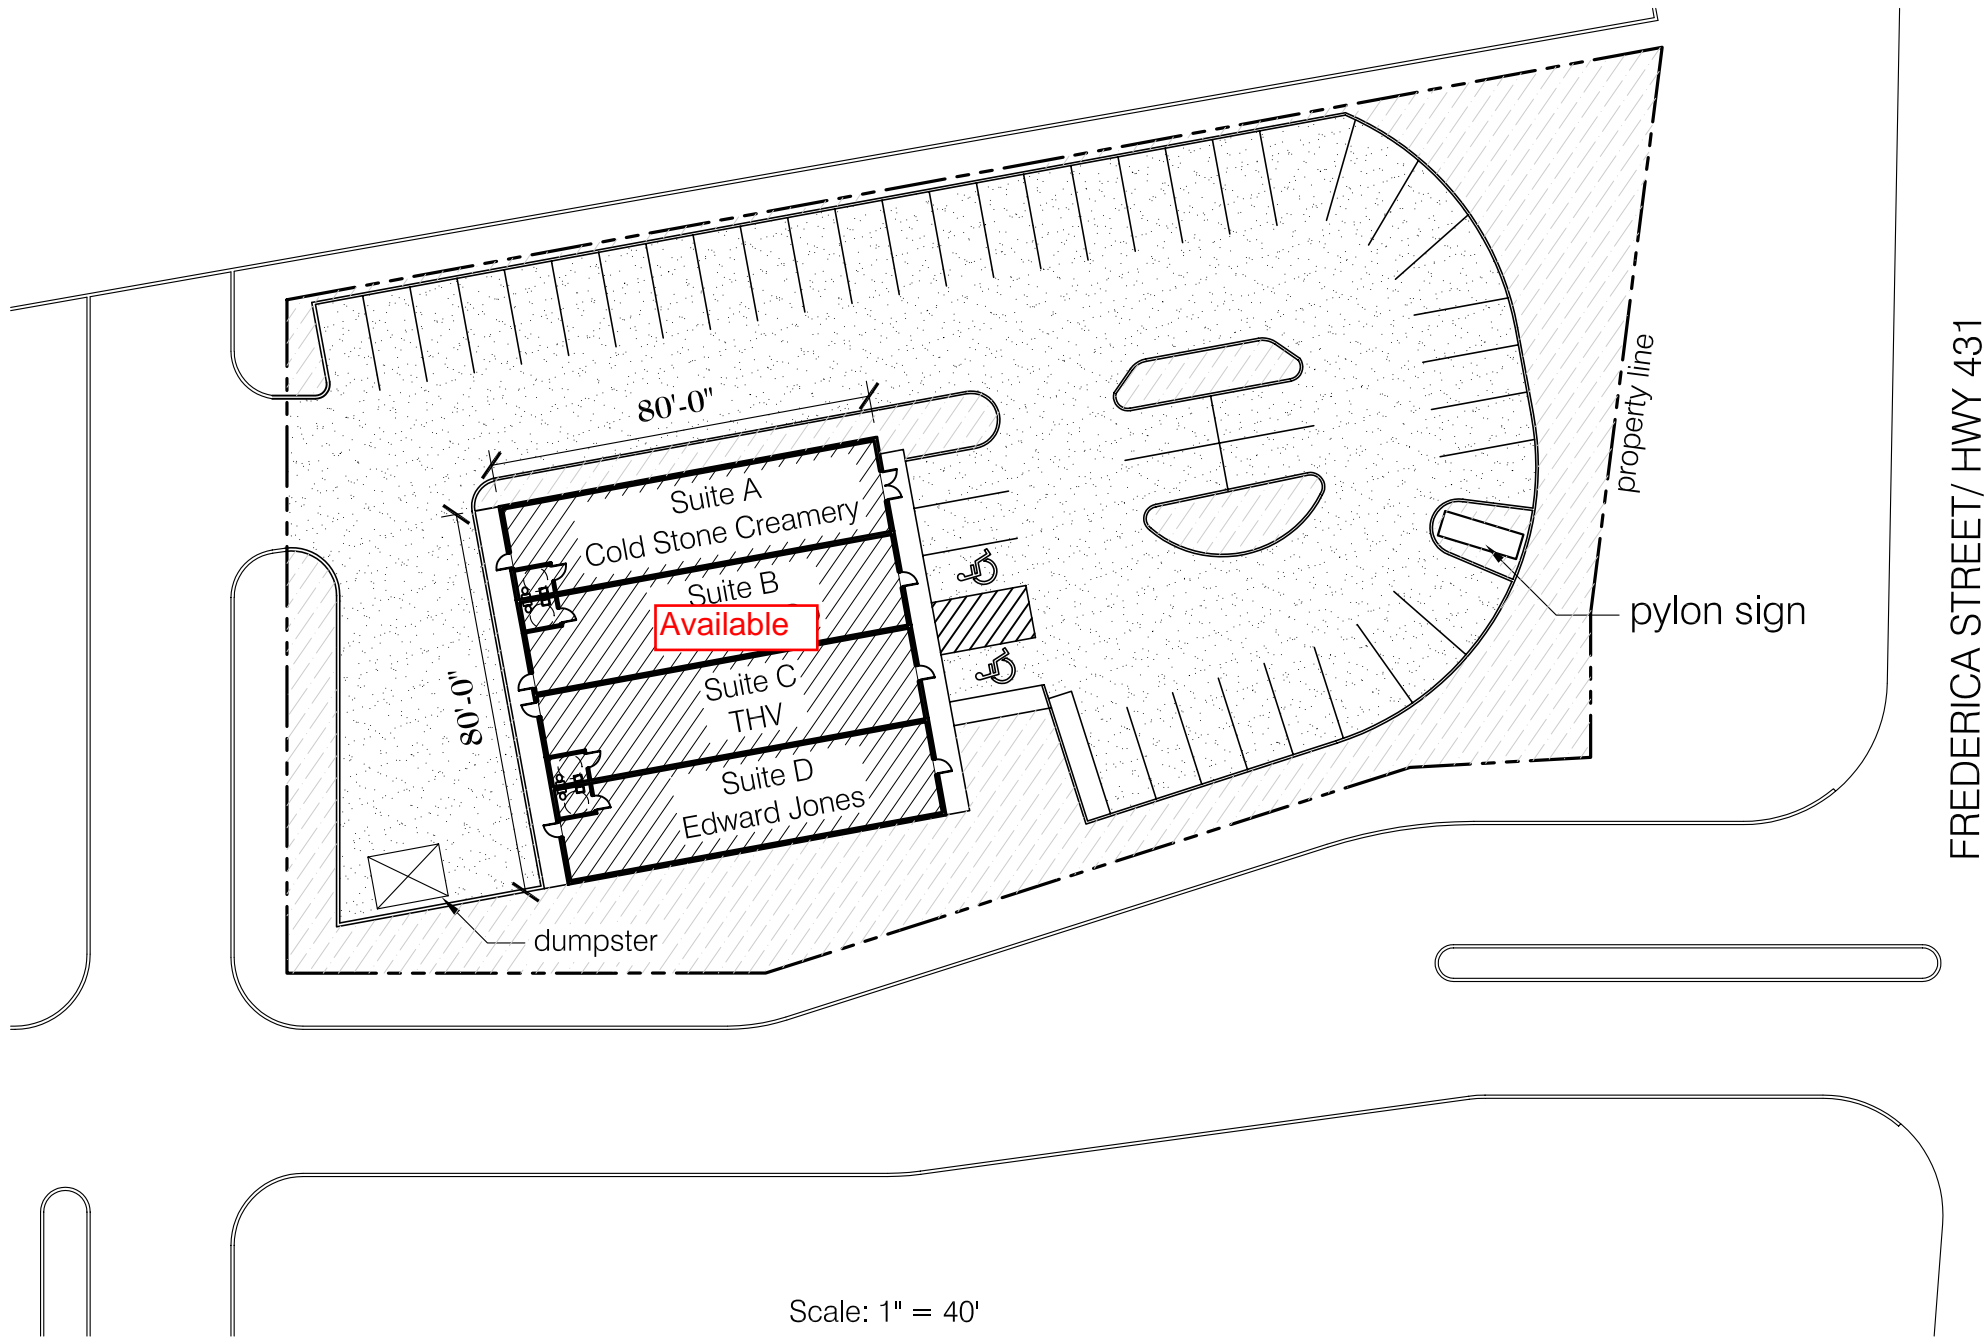 80'-0"
Suite A
Cold Stone Creamery
Suite B
Available
Suite C
THV
Suite D
Edward Jones
80'-0"
dumpster
property line
pylon sign
FREDERICA STREET/ HWY 431
Scale: 1" = 40'